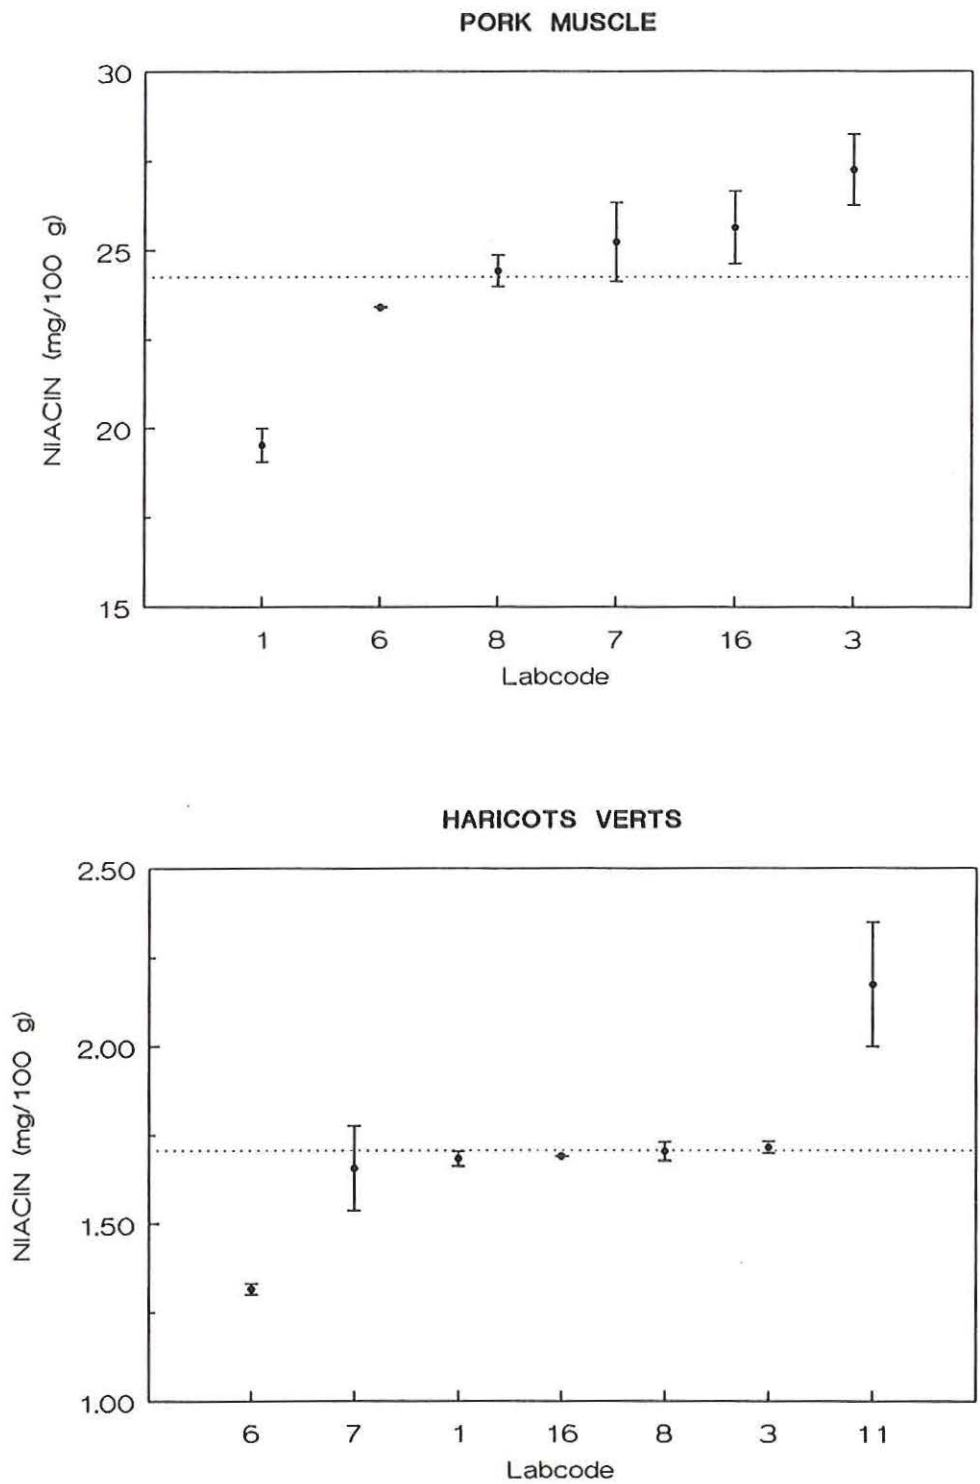 PORK MUSCLE
30
25
20
15
NIACIN (mg/100 g)
1 6 8 7 16 3
Labcode
HARICOTS VERTS
2.50
2.00
1.50
1.00
NIACIN (mg/100 g)
6 7 1 16 8 3 11
Labcode